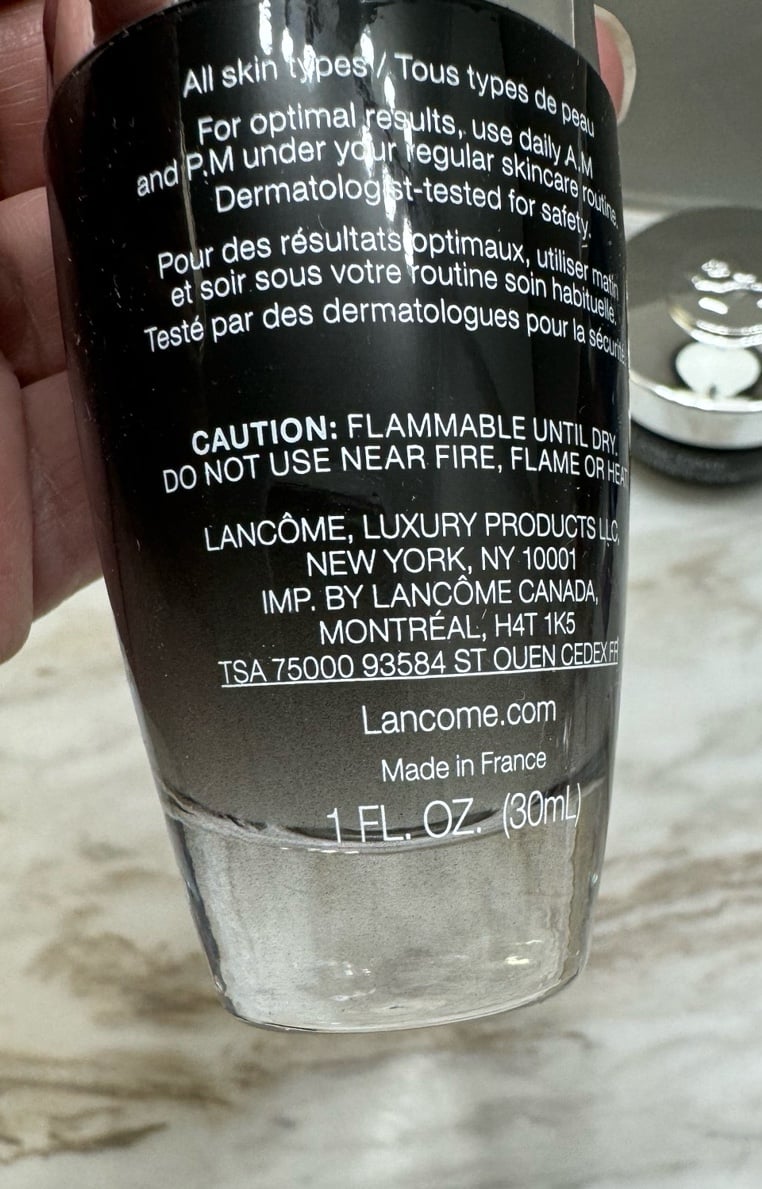 All skin types / Tous types de peau
For optimal results, use daily A.M
and P.M under your regular skincare routine.
Dermatologist-tested for safety.
Pour des résultats optimaux, utiliser matin
et soir sous votre routine soin habituelle.
Testé par des dermatologues pour la sécurité.
CAUTION: FLAMMABLE UNTIL DRY.
DO NOT USE NEAR FIRE, FLAME OR HEAT
LANCÔME, LUXURY PRODUCTS LLC,
NEW YORK, NY 10001
IMP. BY LANCÔME CANADA,
MONTRÉAL, H4T 1K5
TSA 75000 93584 ST OUEN CEDEX FR
Lancome.com
Made in France
1 FL. OZ. (30mL)